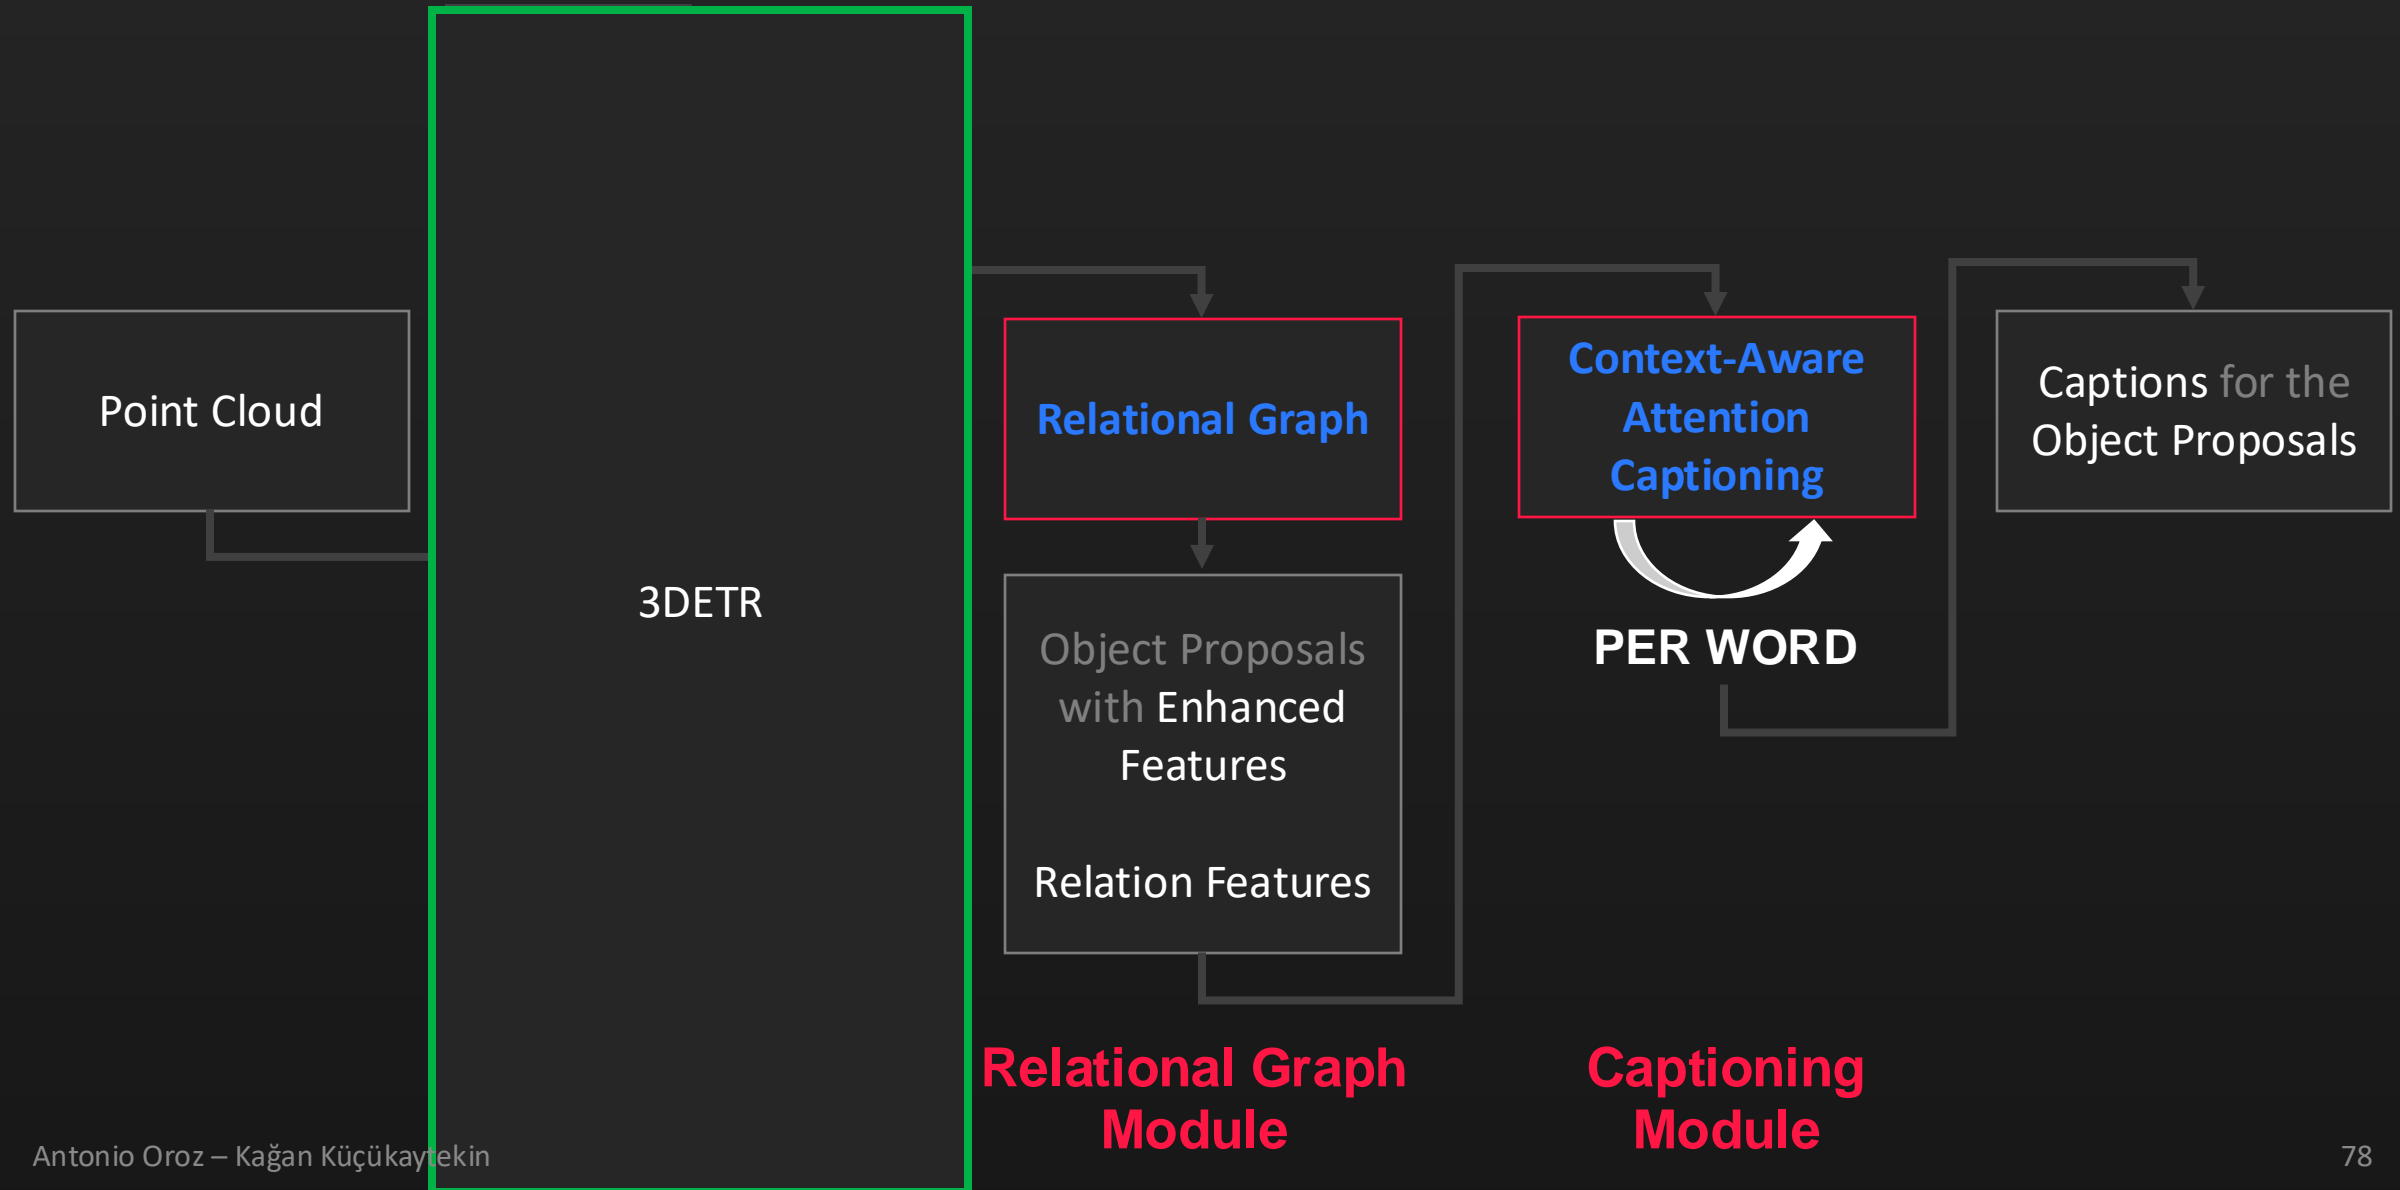 Point Cloud
3DETR
Relational Graph
Object Proposals
with Enhanced
Features
Relation Features
Relational Graph
Module
Context-Aware
Attention
Captioning
PER WORD
Captioning
Module
Captions for the
Object Proposals
Antonio Oroz – Kağan Küçükaytekin
78